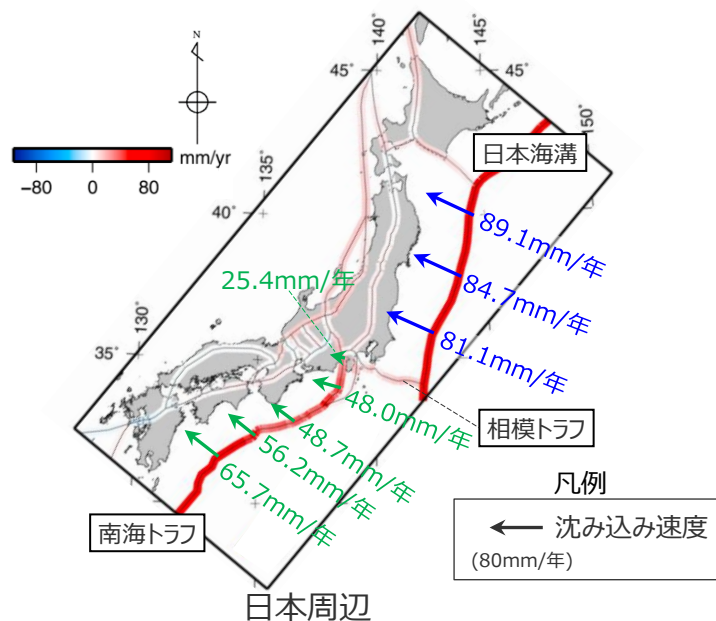 N
mm/yr
−80
0
80
140
145
45°
45°
150
135
40°
130
35°
日本海溝
89.1mm/年
84.7mm/年
81.1mm/年
25.4mm/年
48.0mm/年
48.7mm/年
56.2mm/年
65.7mm/年
相模トラフ
南海トラフ
凡例
沈み込み速度
(80mm/年)
日本周辺